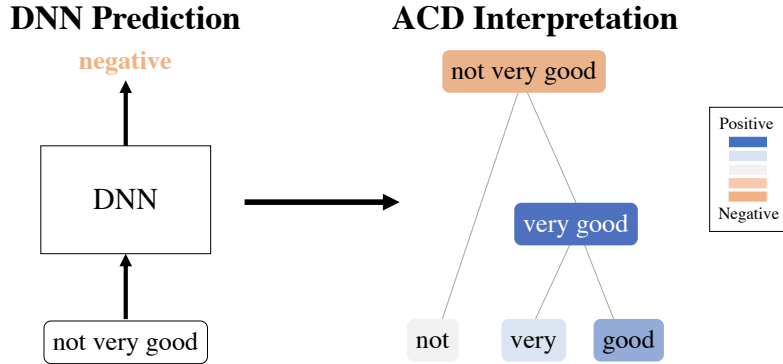 DNN Prediction
negative
DNN
not very good
ACD Interpretation
not very good
very good
not
very
good
Positive
Negative